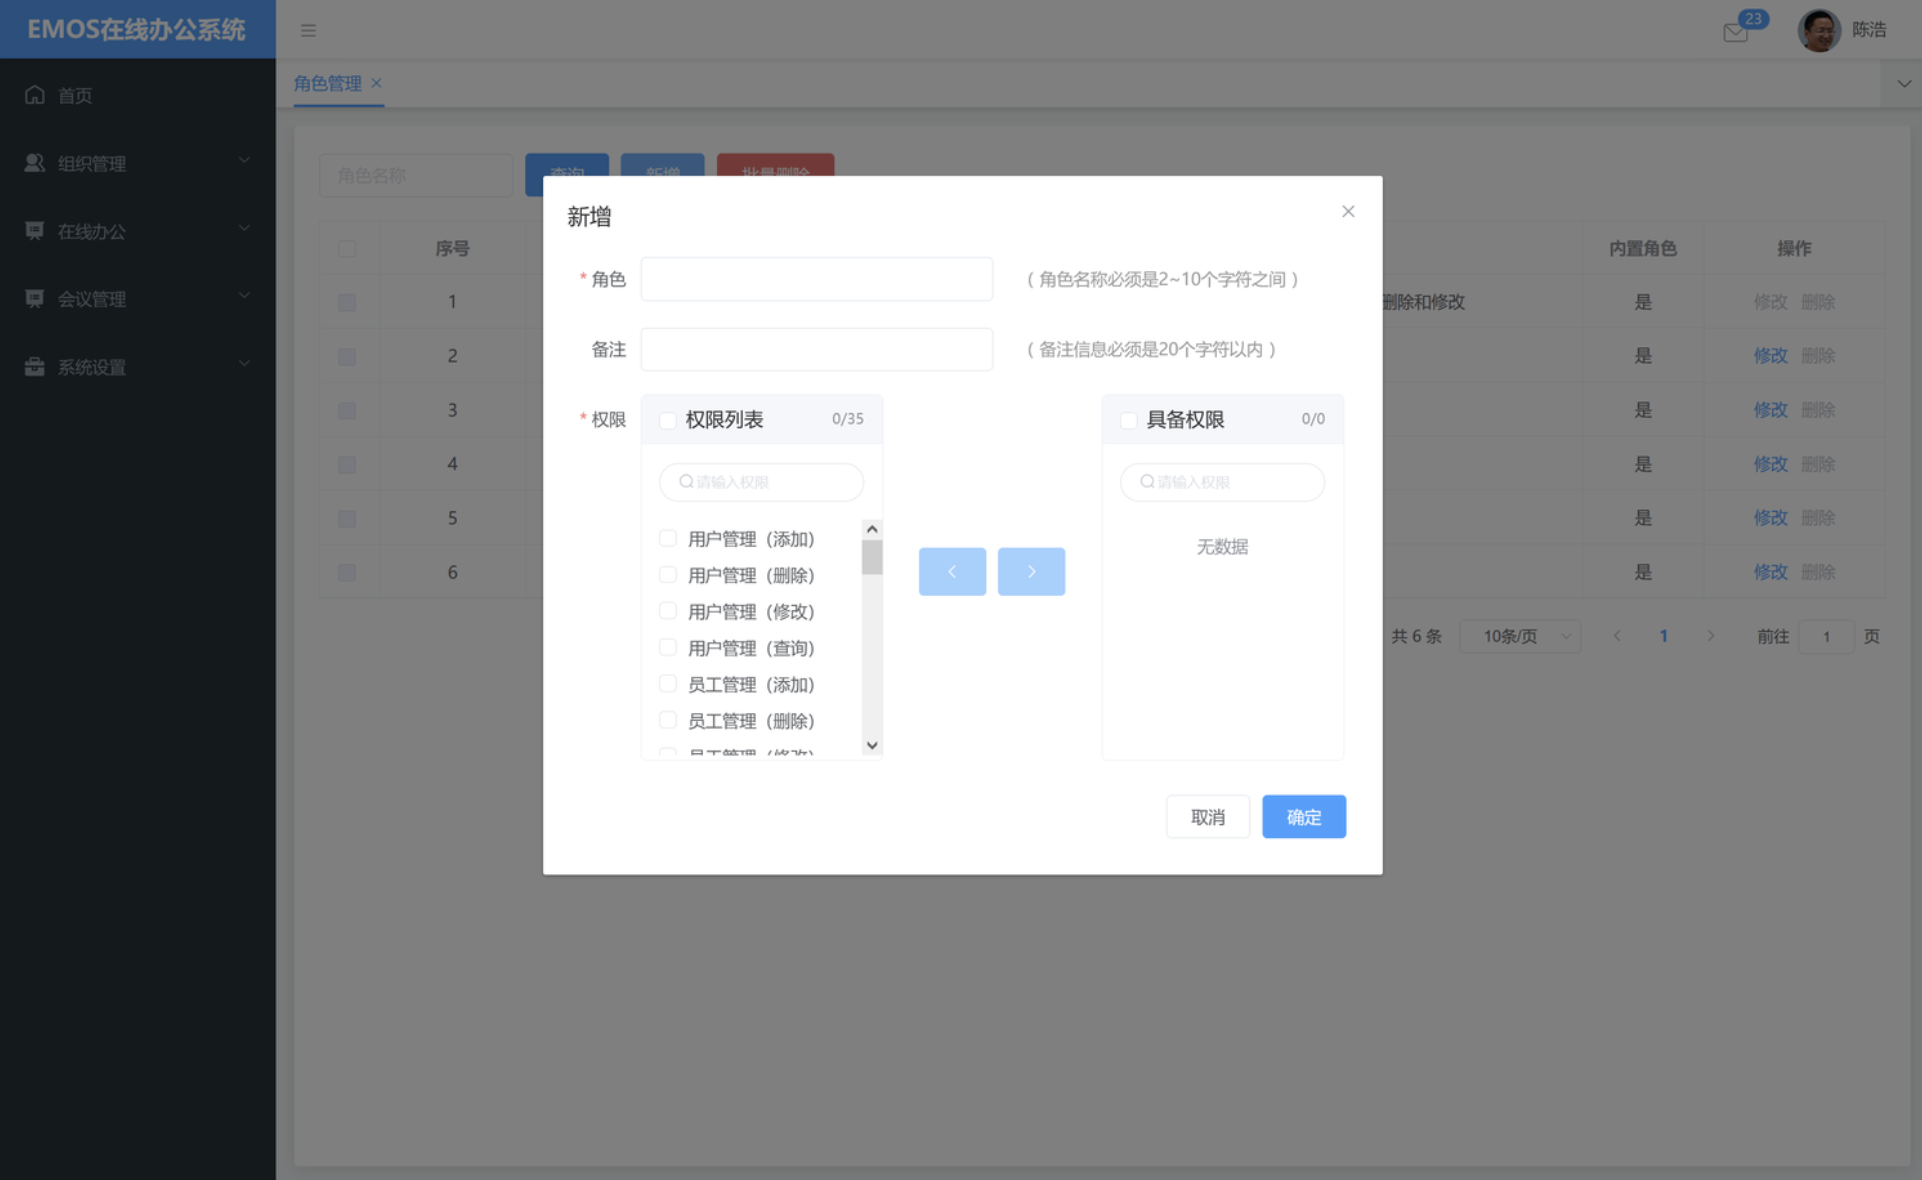 EMOS在线办公系统
23
陈浩
首页
组织管理
在线办公
会议管理
系统设置
角色管理
角色名称
查询
新增
批量删除
序号
内置角色
操作
1
删除和修改
是
修改 删除
2
是
修改 删除
3
是
修改 删除
4
是
修改 删除
5
是
修改 删除
6
是
修改 删除
共 6 条
10条/页
1
前往
1
页
新增
* 角色
( 角色名称必须是2~10个字符之间 )
备注
( 备注信息必须是20个字符以内 )
* 权限
权限列表
0/35
请输入权限
用户管理（添加）
用户管理（删除）
用户管理（修改）
用户管理（查询）
员工管理（添加）
员工管理（删除）
员工管理（修改）
具备权限
0/0
请输入权限
无数据
取消
确定